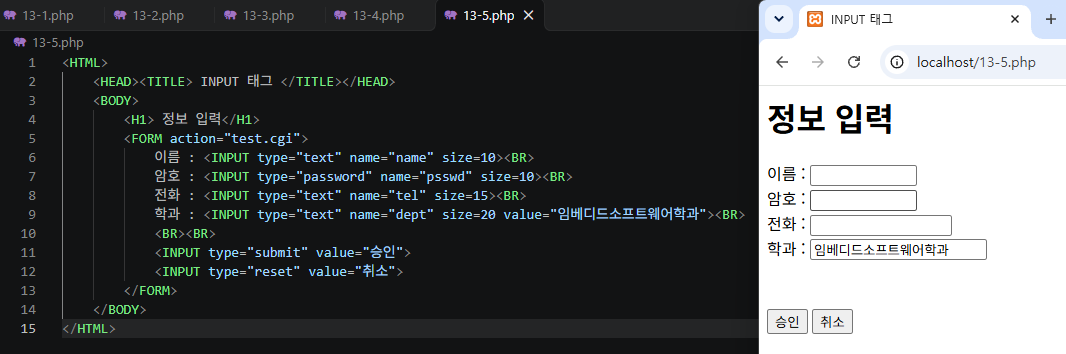 13-1.php 13-2.php 13-3.php 13-4.php 13-5.php
13-5.php
1 <HTML>
2 <HEAD><TITLE> INPUT 태그 </TITLE></HEAD>
3 <BODY>
4 <H1> 정보 입력</H1>
5 <FORM action="test.cgi">
6 이름 : <INPUT type="text" name="name" size=10><BR>
7 암호 : <INPUT type="password" name="psswd" size=10><BR>
8 전화 : <INPUT type="text" name="tel" size=15><BR>
9 학과 : <INPUT type="text" name="dept" size=20 value="임베디드소프트웨어학과"><BR>
10 <BR><BR>
11 <INPUT type="submit" value="승인">
12 <INPUT type="reset" value="취소">
13 </FORM>
14 </BODY>
15 </HTML>
INPUT 태그
localhost/13-5.php
정보 입력
이름 :
암호 :
전화 :
학과 : 임베디드소프트웨어학과
승인 취소